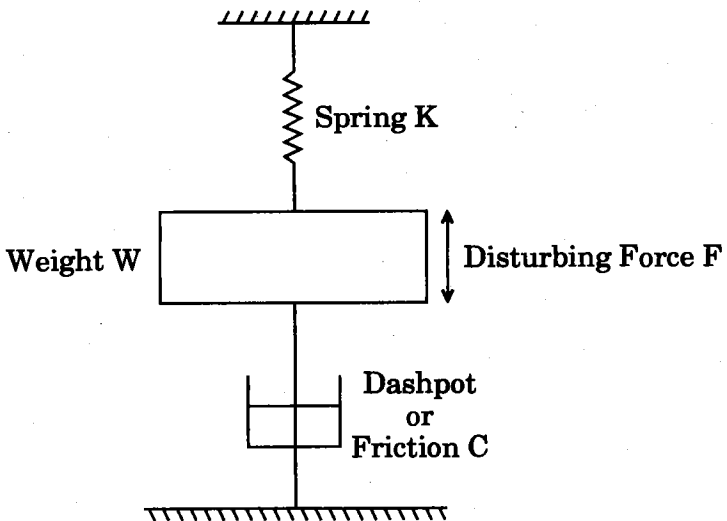 Spring K
Weight W
Disturbing Force F
Dashpot
or
Friction C